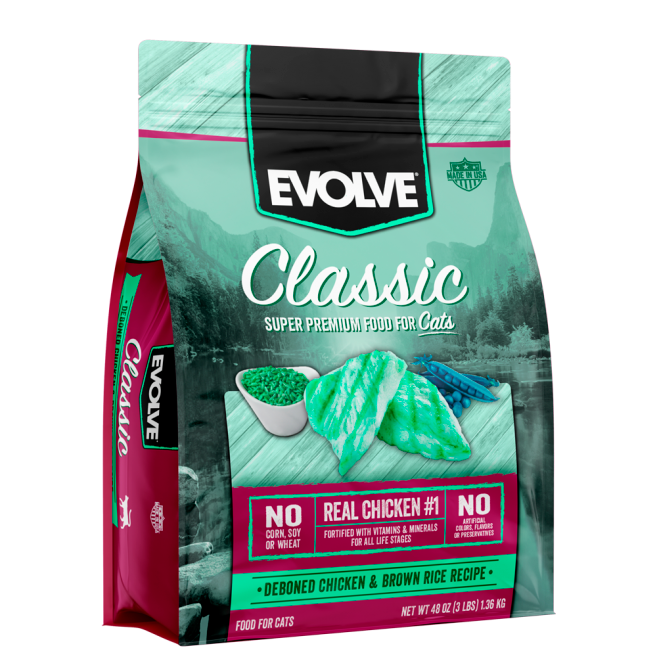 EVOLVE®
MADE IN USA
Classic
SUPER PREMIUM FOOD FOR Cats
NO
CORN, SOY
OR WHEAT
REAL CHICKEN #1
FORTIFIED WITH VITAMINS & MINERALS
FOR ALL LIFE STAGES
NO
ARTIFICIAL
COLORS, FLAVORS
OR PRESERVATIVES
• DEBONED CHICKEN & BROWN RICE RECIPE •
FOOD FOR CATS
NET WT 48 OZ (3 LBS) 1.36 KG
EVOLVE
Classic
• DEBONED CHICKEN